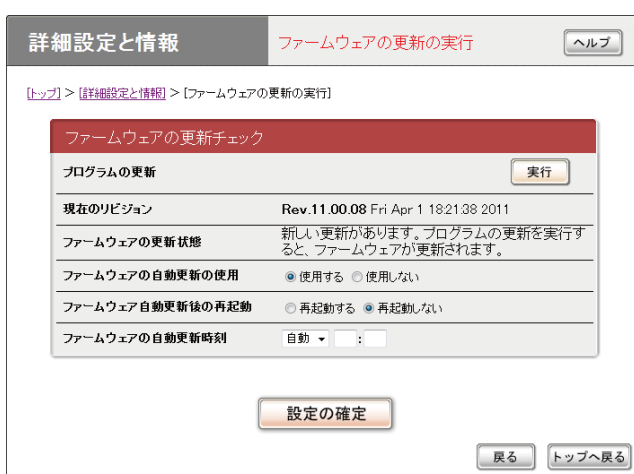 詳細設定と情報 ファームウェアの更新の実行 ヘルプ
[トップ] > [詳細設定と情報] > [ファームウェアの更新の実行]
ファームウェアの更新チェック
プログラムの更新 実行
現在のリビジョン Rev.11.00.08 Fri Apr 1 18:21:38 2011
ファームウェアの更新状態 新しい更新があります。プログラムの更新を実行す
ると、ファームウェアが更新されます。
ファームウェアの自動更新の使用 使用する 使用しない
ファームウェア自動更新後の再起動 再起動する 再起動しない
ファームウェアの自動更新時刻 自動 :
設定の確定
戻る トップへ戻る